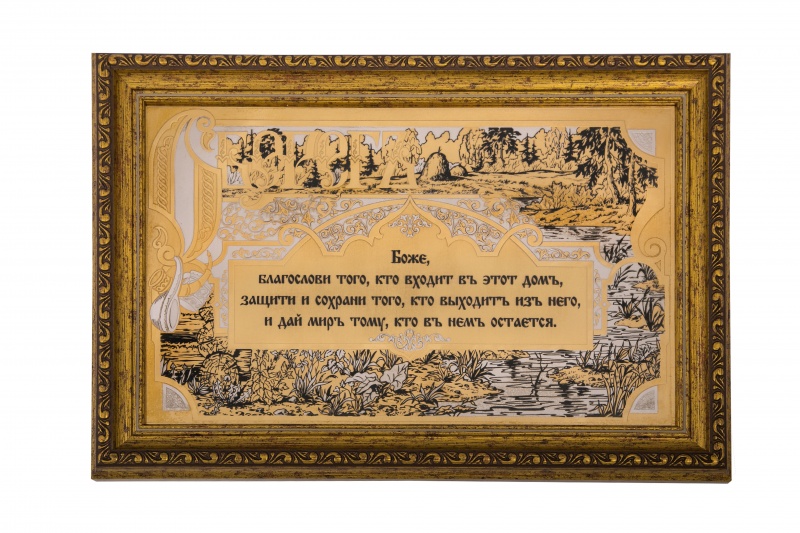 Боже,
благослови того, кто входит въ этот домъ,
защити и сохрани того, кто выходитъ изъ него,
и дай миръ тому, кто въ немъ остается.